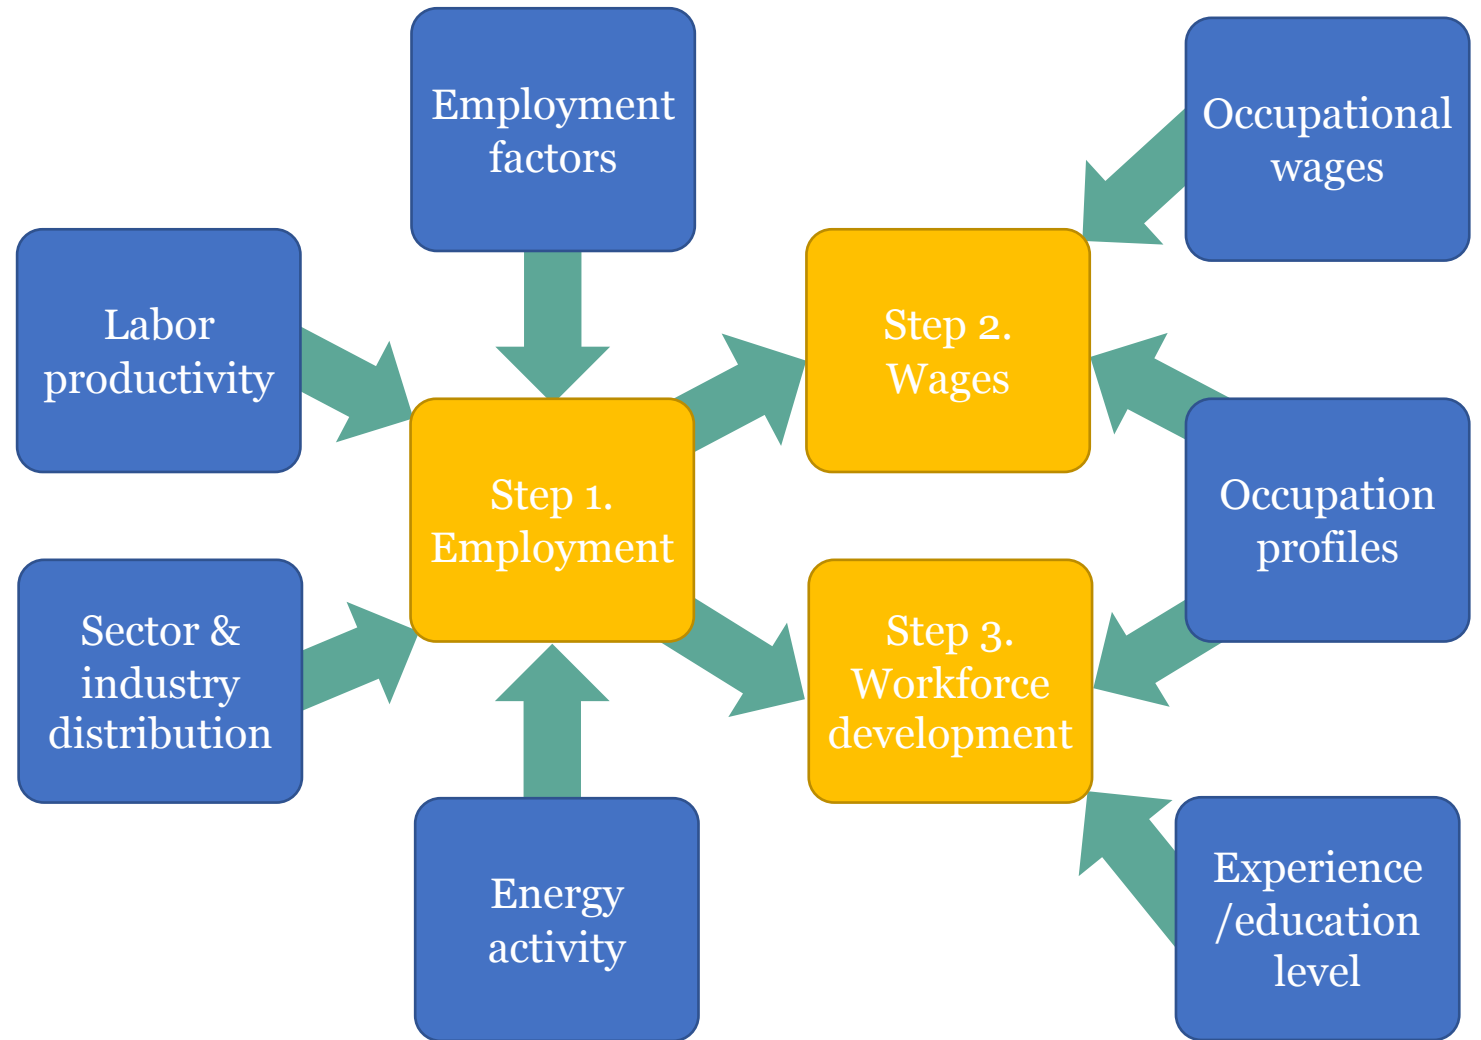 Employment
factors
Occupational
wages
Labor
productivity
Step 2.
Wages
Step 1.
Employment
Occupation
profiles
Sector &
industry
distribution
Step 3.
Workforce
development
Energy
activity
Experience
/education
level